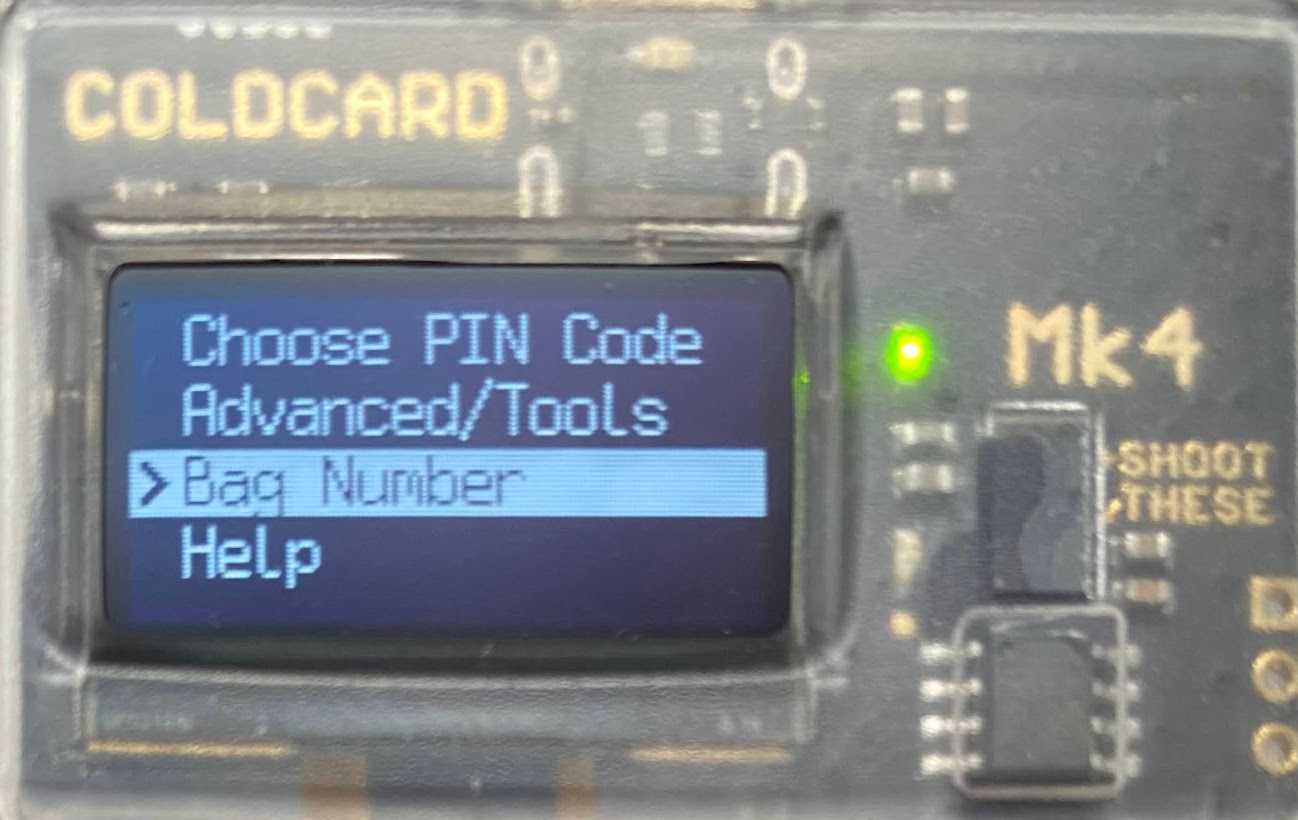 COLDCARD
Choose PIN Code
Advanced/Tools
>Bag Number
Help
Mk4
SHOOT
THESE